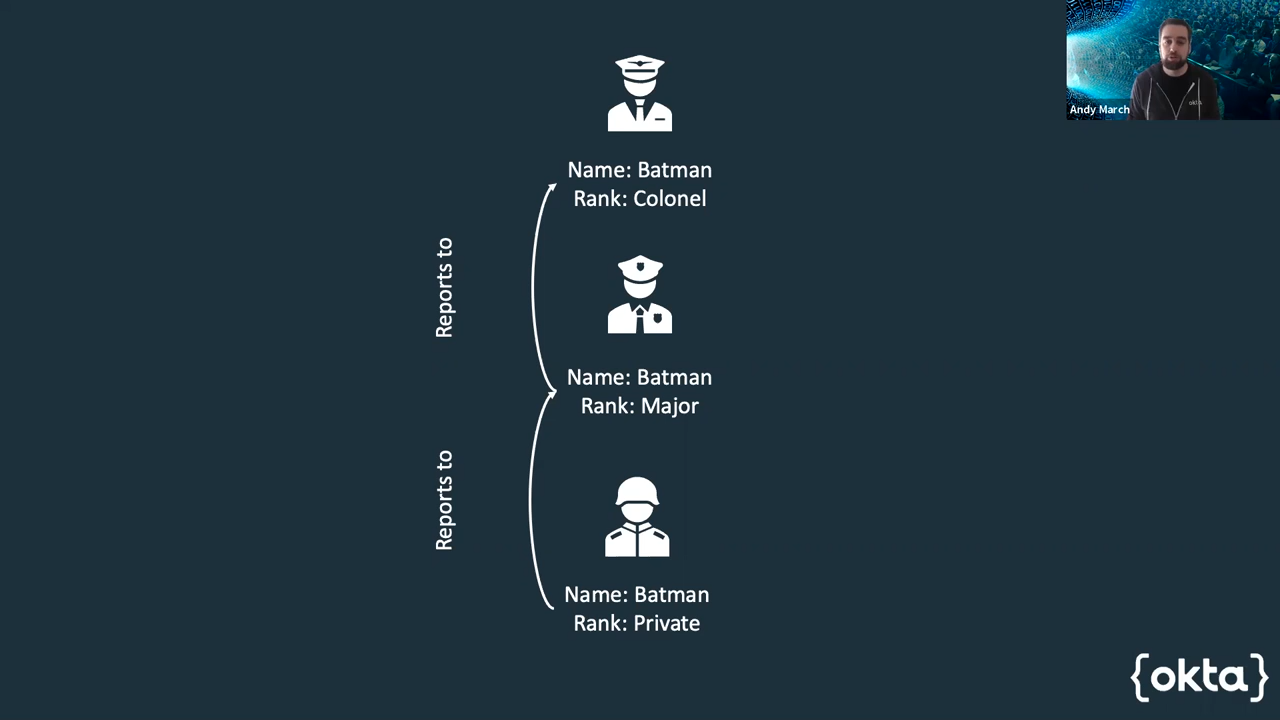 Andy March
Name: Batman
Rank: Colonel
Reports to
Name: Batman
Rank: Major
Reports to
Name: Batman
Rank: Private
{okta}